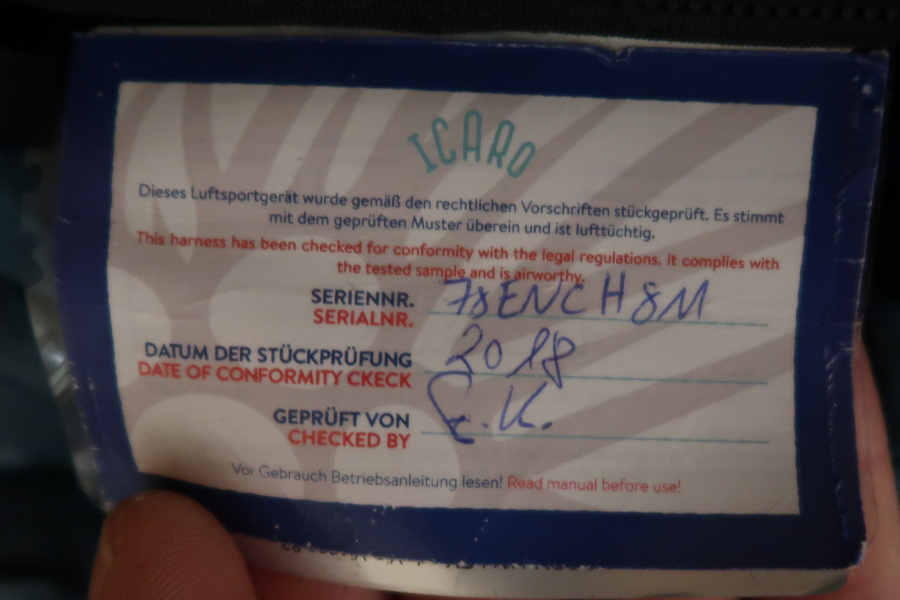 ICARO
Dieses Luftsportgerät wurde gemäß den rechtlichen Vorschriften stückgeprüft. Es stimmt
mit dem geprüften Muster überein und ist lufttüchtig.
This harness has been checked for conformity with the legal regulations. It complies with
the tested sample and is airworthy.
SERIENNR. 78ENCH8M
SERIALNR.
DATUM DER STÜCKPRÜFUNG 2018
DATE OF CONFORMITY CKECK
GEPRÜFT VON E.K.
CHECKED BY
Vor Gebrauch Betriebsanleitung lesen! Read manual before use!